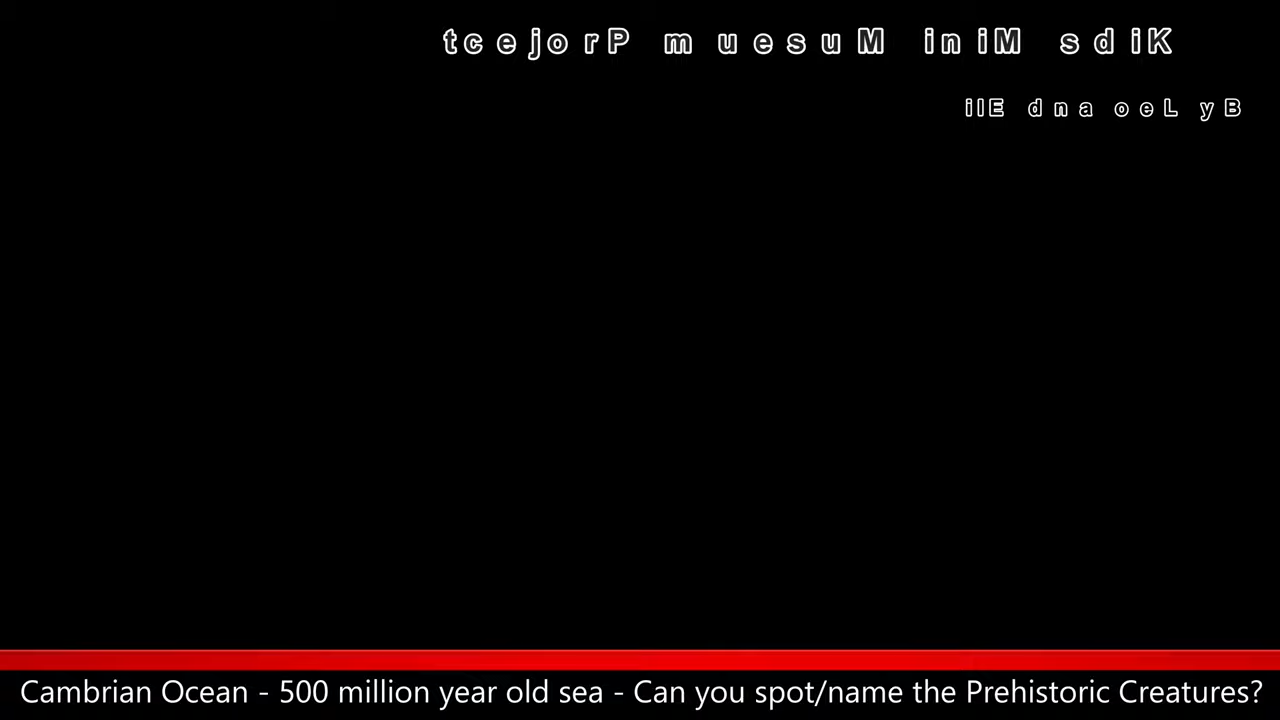 tcejorP muesuM iniM sdiK
ilE dna oeL yB
Cambrian Ocean - 500 million year old sea - Can you spot/name the Prehistoric Creatures?